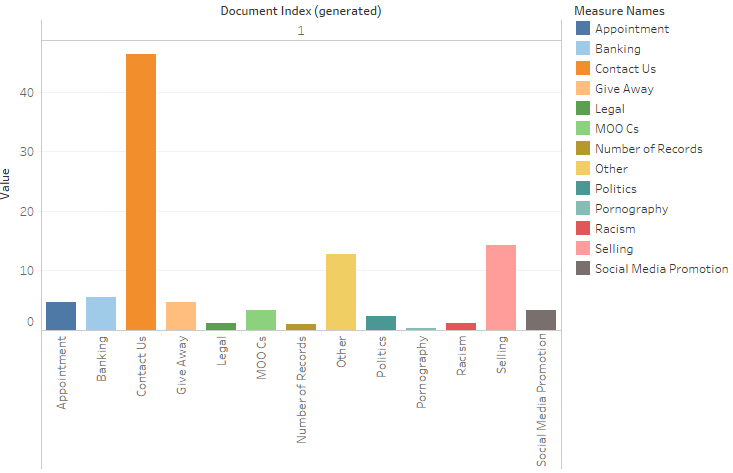 Document Index (generated)
1
Value
40
30
20
10
0
Appointment
Banking
Contact Us
Give Away
Legal
MOO Cs
Number of Records
Other
Politics
Pornography
Racism
Selling
Social Media Promotion
Measure Names
Appointment
Banking
Contact Us
Give Away
Legal
MOO Cs
Number of Records
Other
Politics
Pornography
Racism
Selling
Social Media Promotion